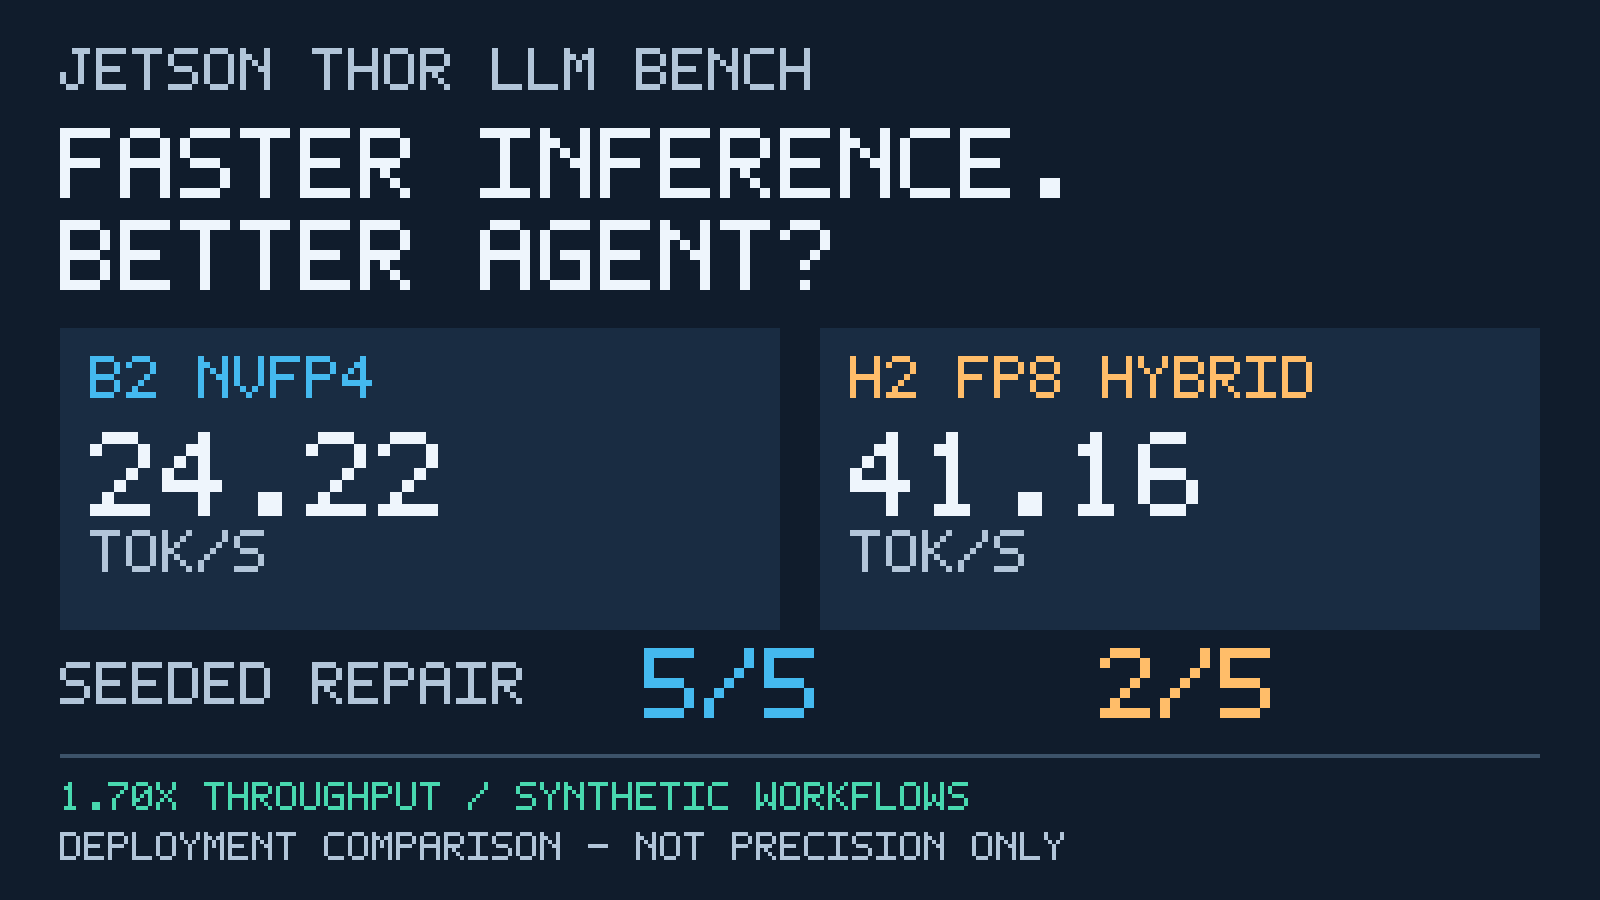 JETSON THOR LLM BENCH
FASTER INFERENCE.
BETTER AGENT?
B2 NVFP4
24.22
TOK/S
H2 FP8 HYBRID
41.16
TOK/S
SEEDED REPAIR 5/5 2/5
1.70X THROUGHPUT / SYNTHETIC WORKFLOWS
DEPLOYMENT COMPARISON - NOT PRECISION ONLY